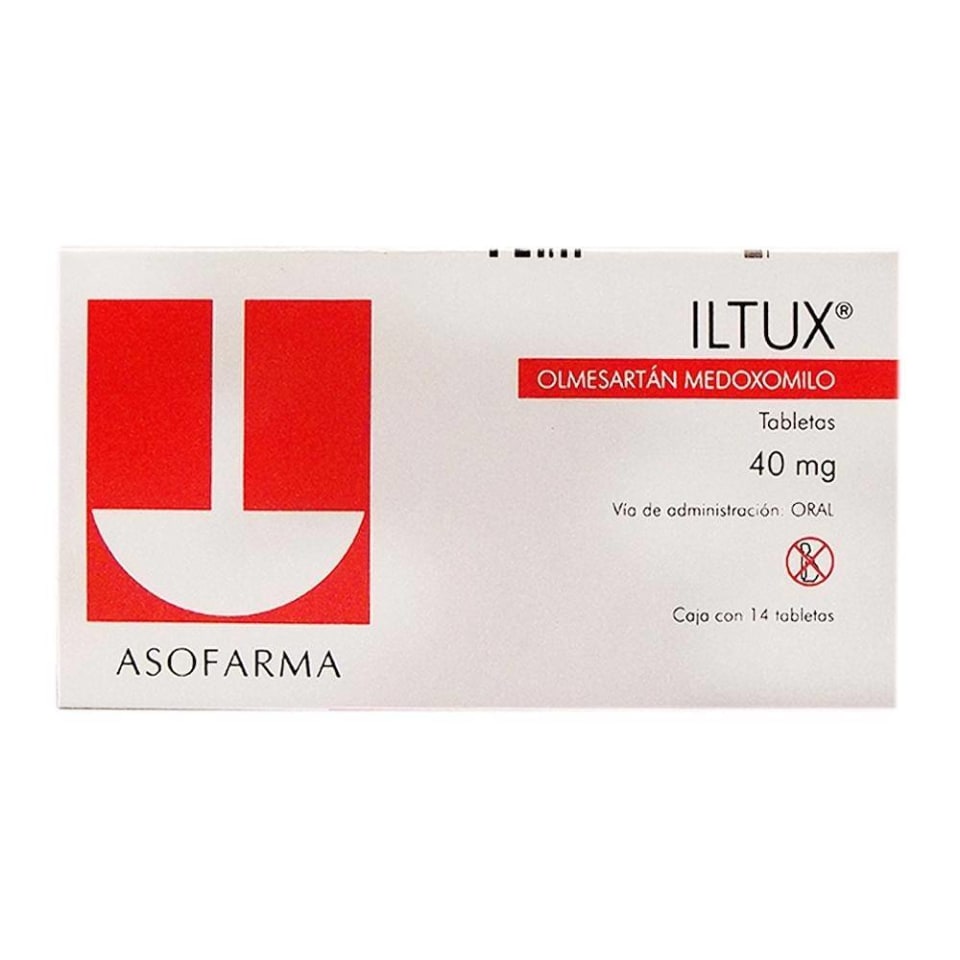 ILTUX®
OLMESARTÁN MEDOXOMILO
Tabletas
40 mg
Vía de administración: ORAL
Caja con 14 tabletas
ASOFARMA